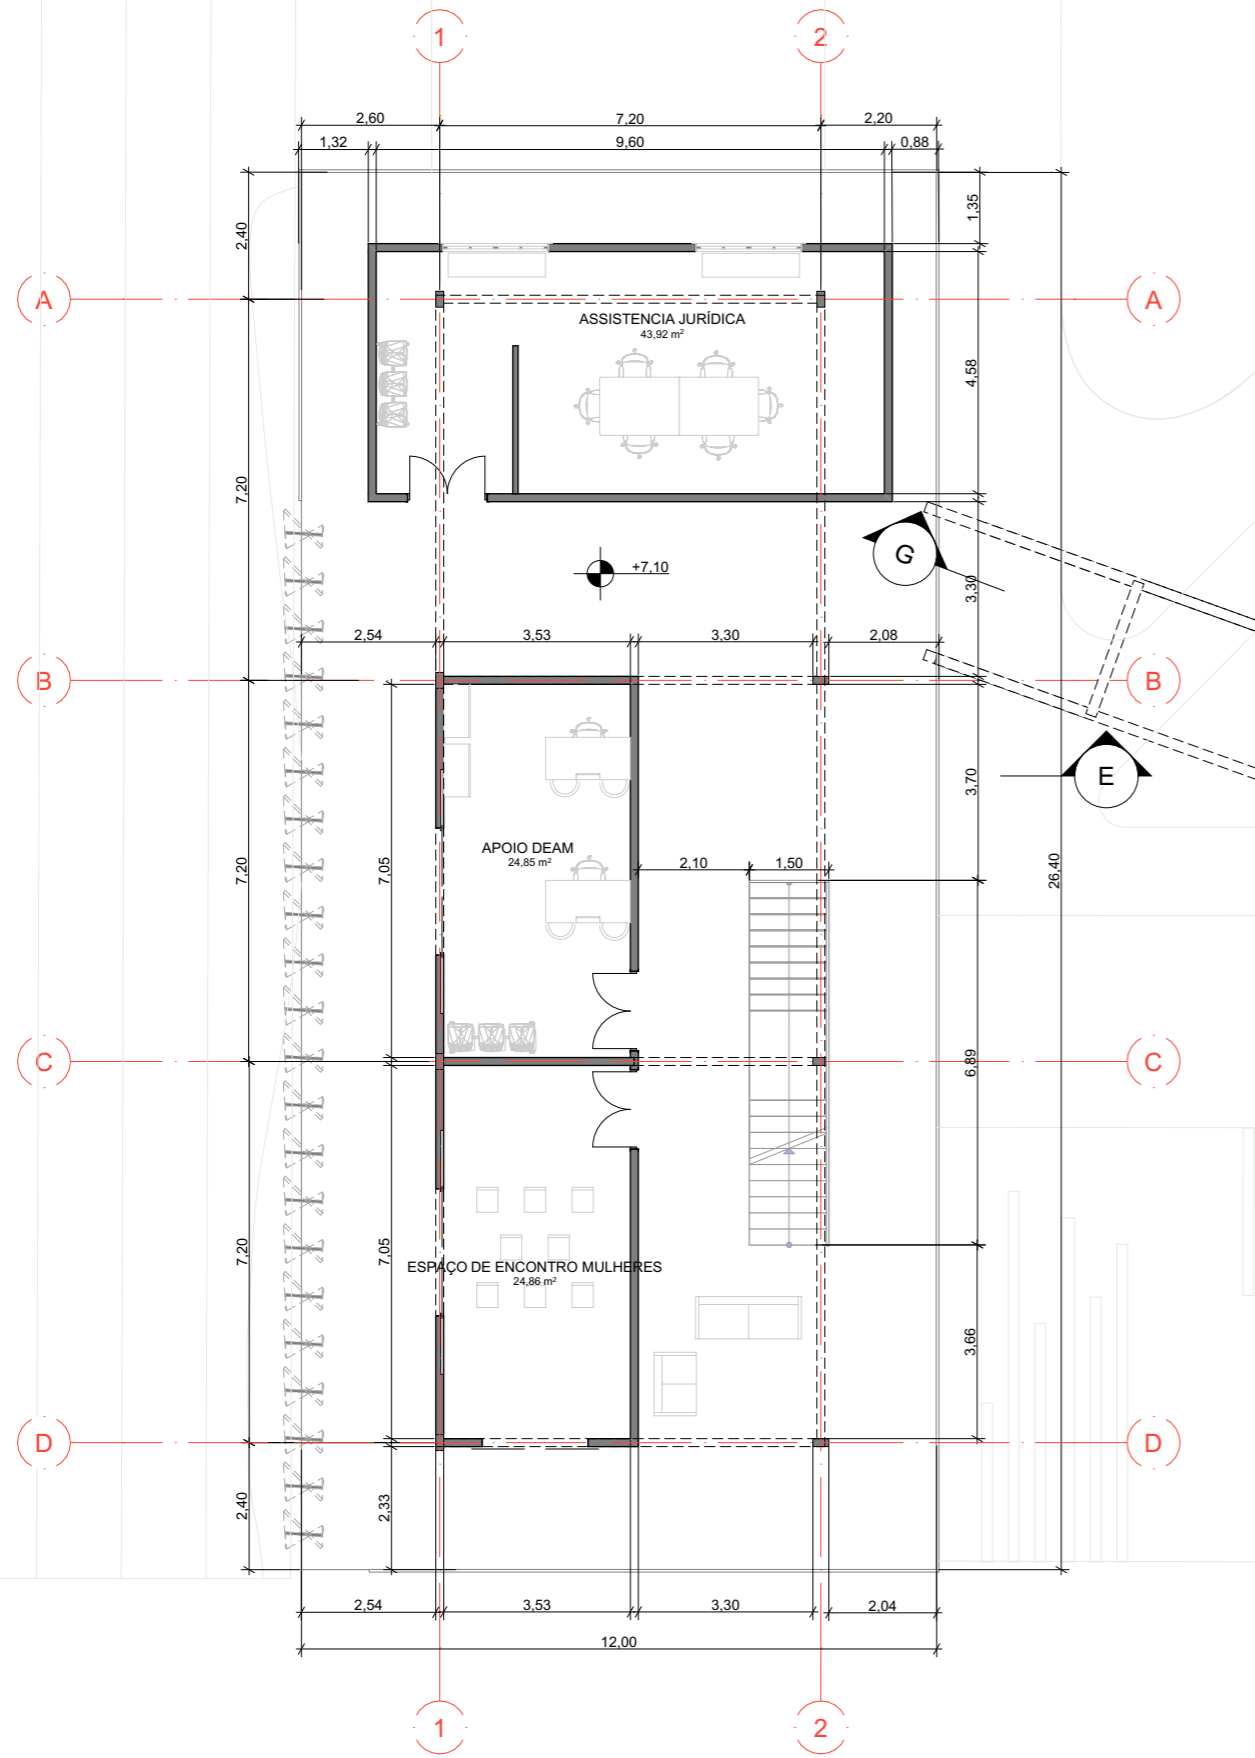 1 2
2,60 7,20 2,20
1,32 9,60 0,88
2,40
1,35
A A
ASSISTENCIA JURÍDICA
43,92 m²
4,58
7,20
G
+7,10
3,30
2,54 3,53 3,30 2,08
B B
3,70
E
APOIO DEAM
24,85 m²
7,20
7,05
2,10 1,50
26,40
C C
6,89
7,20
7,05
ESPAÇO DE ENCONTRO MULHERES
24,86 m²
3,66
D D
2,40
2,33
2,54 3,53 3,30 2,04
12,00
1 2